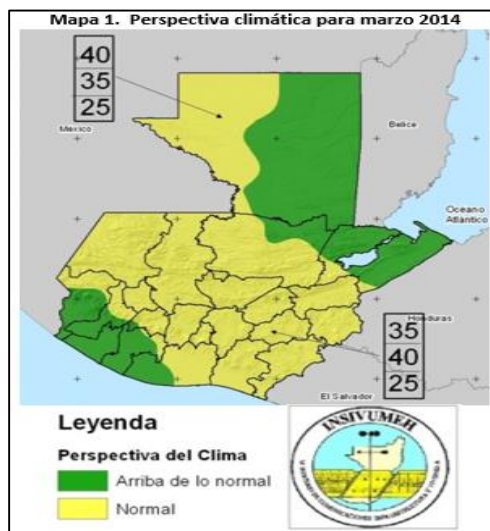 Mapa 1. Perspectiva climática para marzo 2014
40
35
25
Mexico
Belice
Oceano
Atlantico
Honduras
35
40
25
El Salvador
Leyenda
Perspectiva del Clima
Arriba de lo normal
Normal
INSIVUMEH